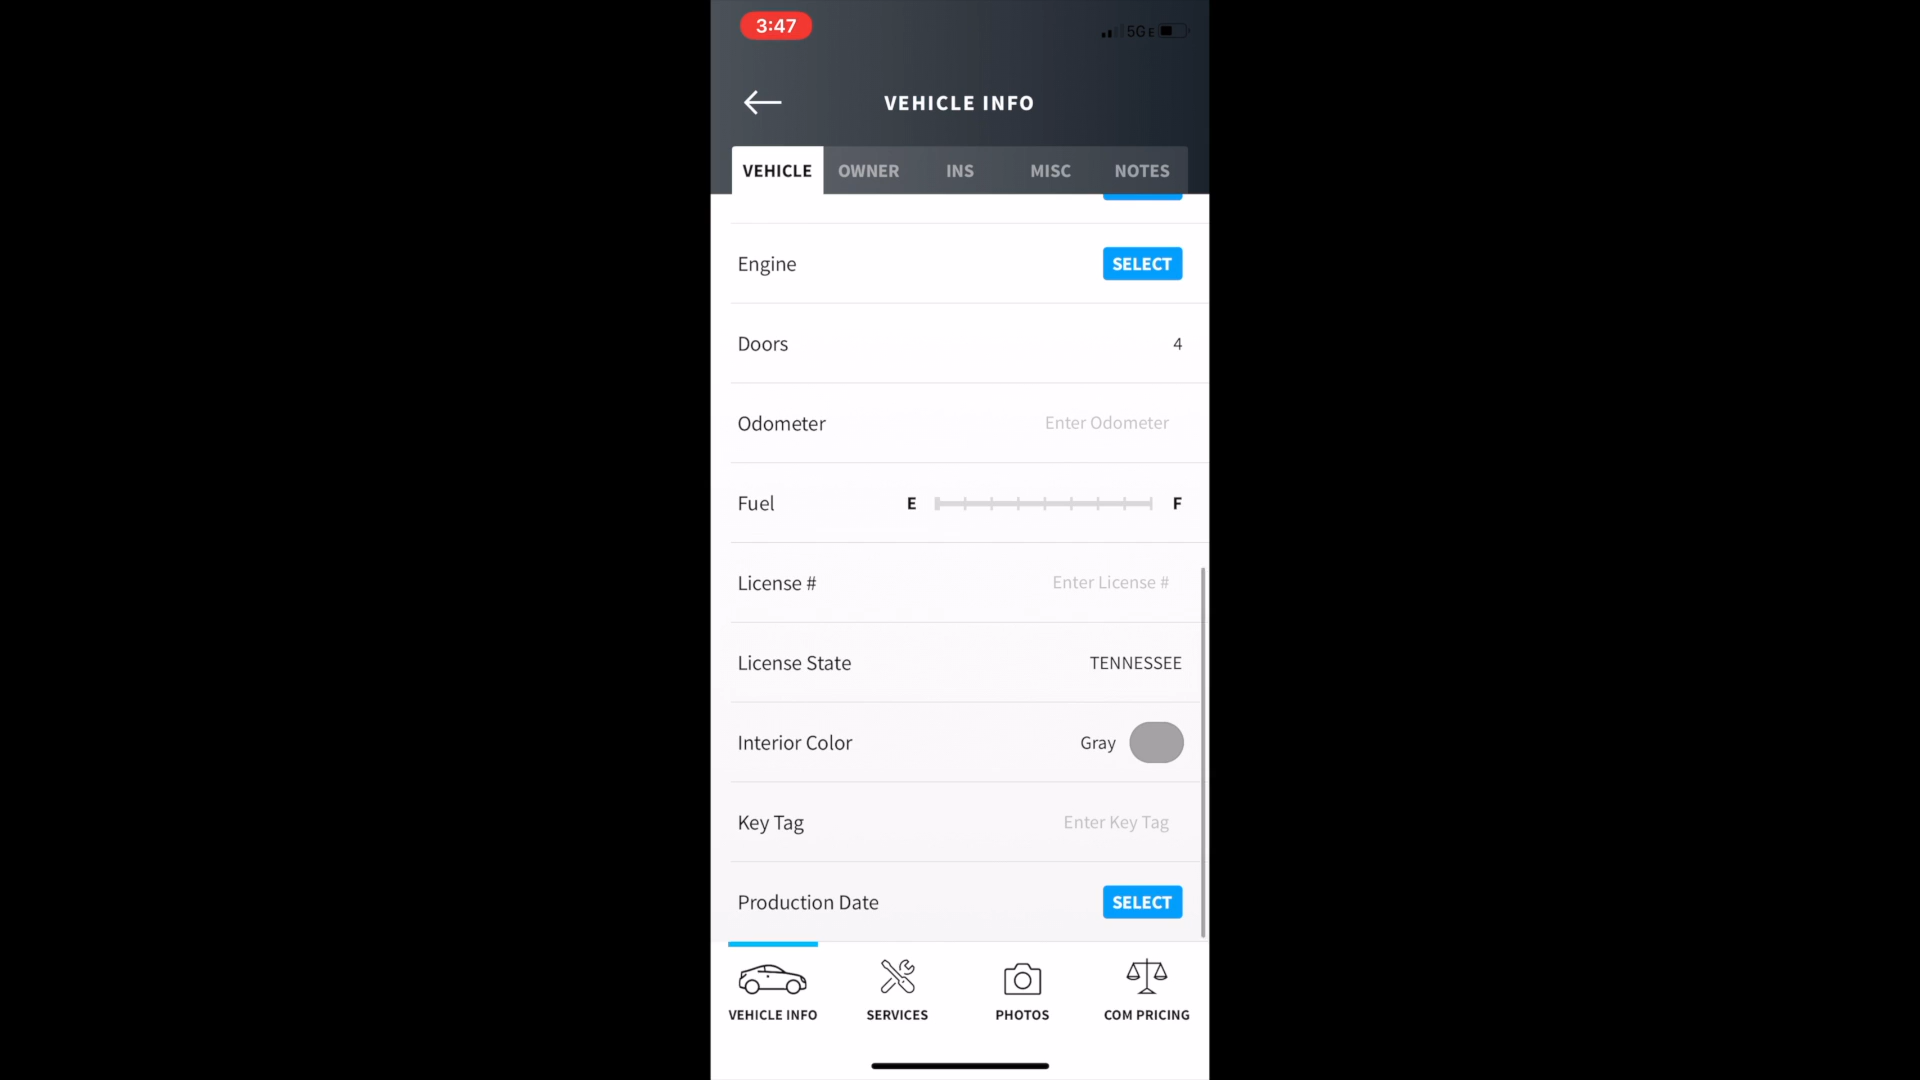 3:47
5GE
VEHICLE INFO
VEHICLE OWNER INS MISC NOTES
Engine SELECT
Doors 4
Odometer Enter Odometer
Fuel E F
License # Enter License #
License State TENNESSEE
Interior Color Gray
Key Tag Enter Key Tag
Production Date SELECT
VEHICLE INFO SERVICES PHOTOS COM PRICING